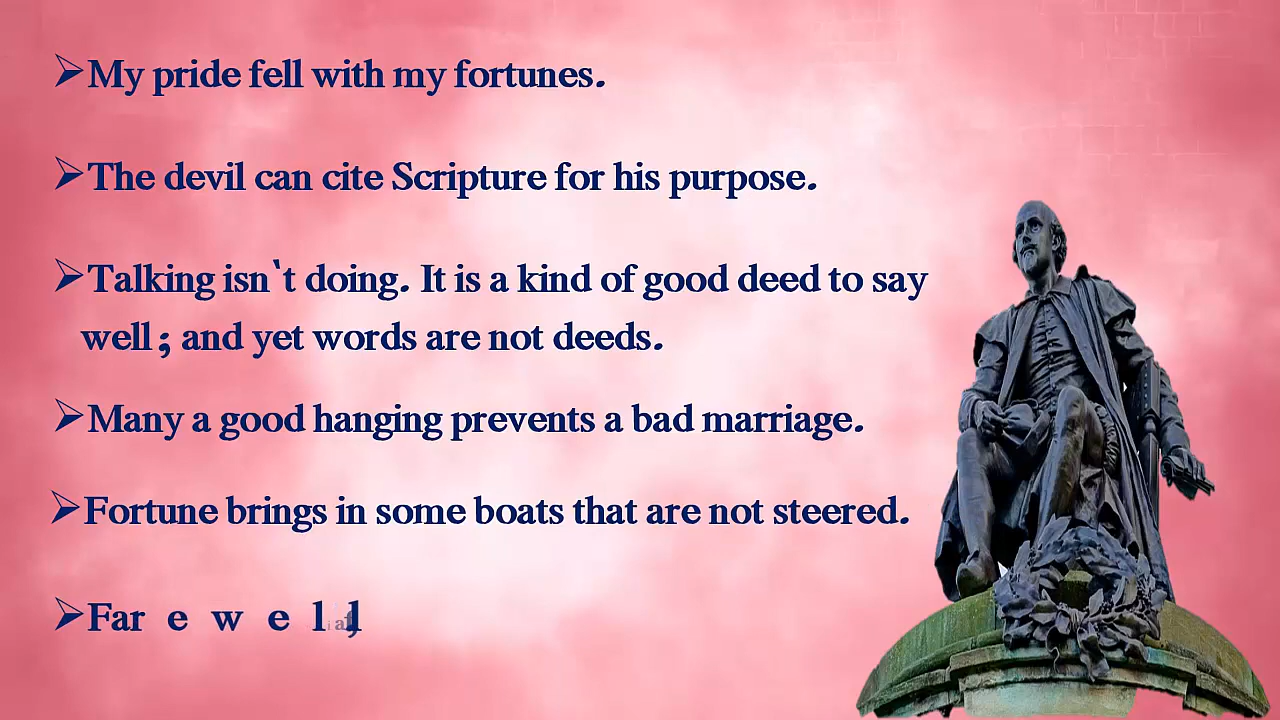 ➢My pride fell with my fortunes.
➢The devil can cite Scripture for his purpose.
➢Talking isn`t doing. It is a kind of good deed to say
well; and yet words are not deeds.
➢Many a good hanging prevents a bad marriage.
➢Fortune brings in some boats that are not steered.
➢Farewell